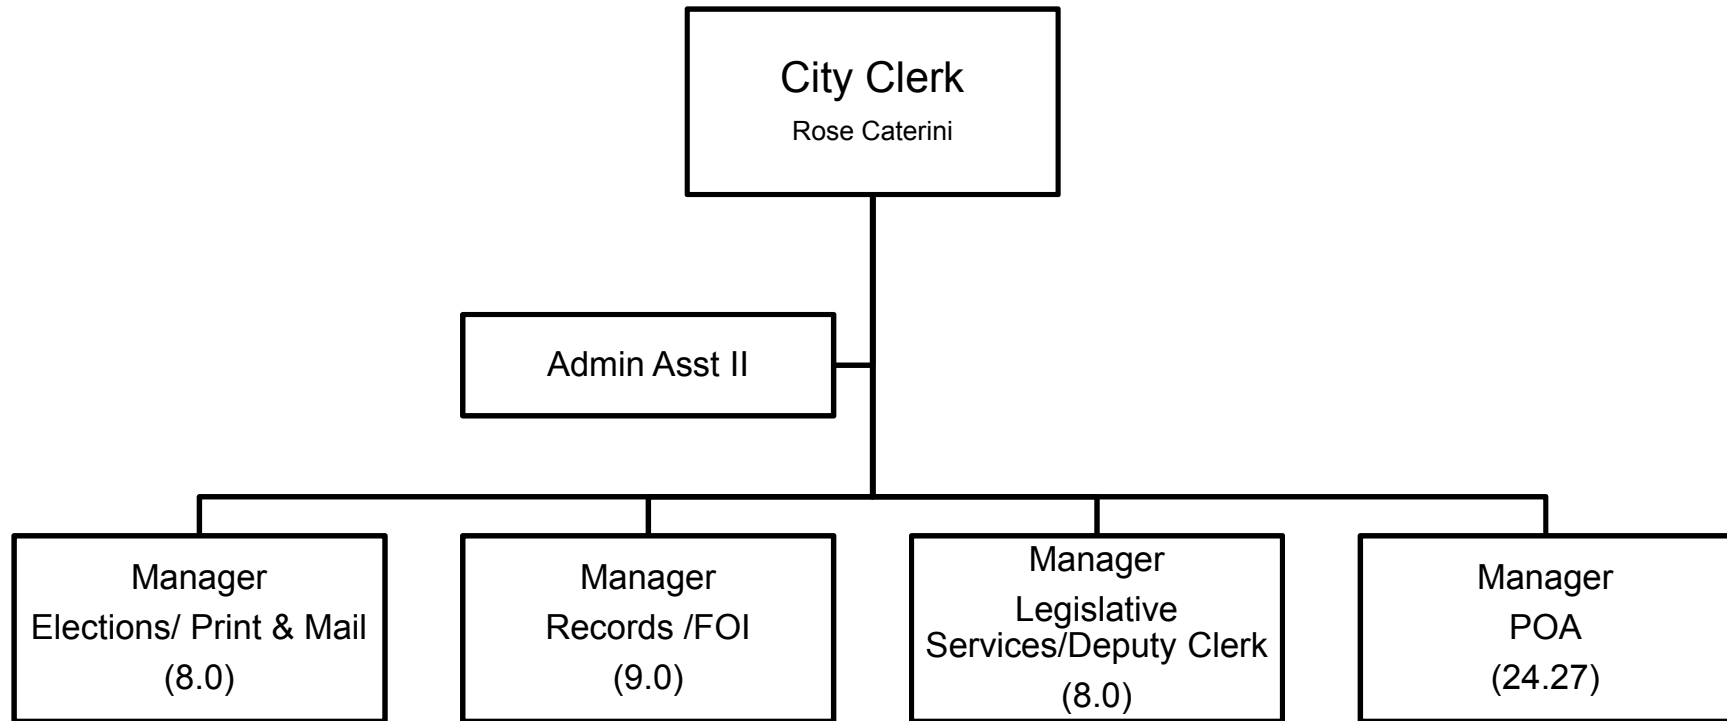 City Clerk
Rose Caterini
Admin Asst II
Manager
Elections/ Print & Mail
(8.0)
Manager
Records /FOI
(9.0)
Manager
Legislative
Services/Deputy Clerk
(8.0)
Manager
POA
(24.27)